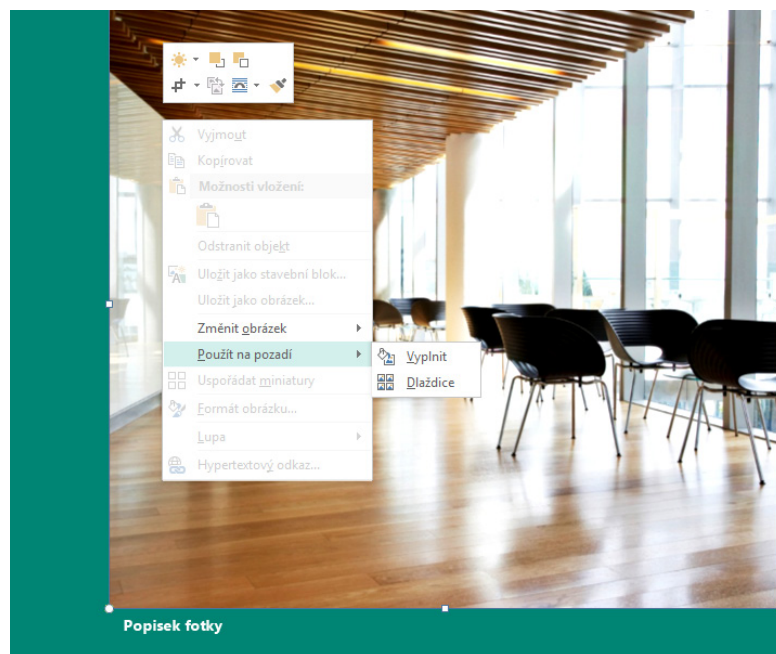 Vyjmout
Kopírovat
Možnosti vložení:
Odstranit objekt
Uložit jako stavební blok...
Uložit jako obrázek...
Změnit obrázek
Použít na pozadí
Vyplnit
Dlaždice
Uspořádat miniatury
Formát obrázku...
Lupa
Hypertextový odkaz...
Popisek fotky